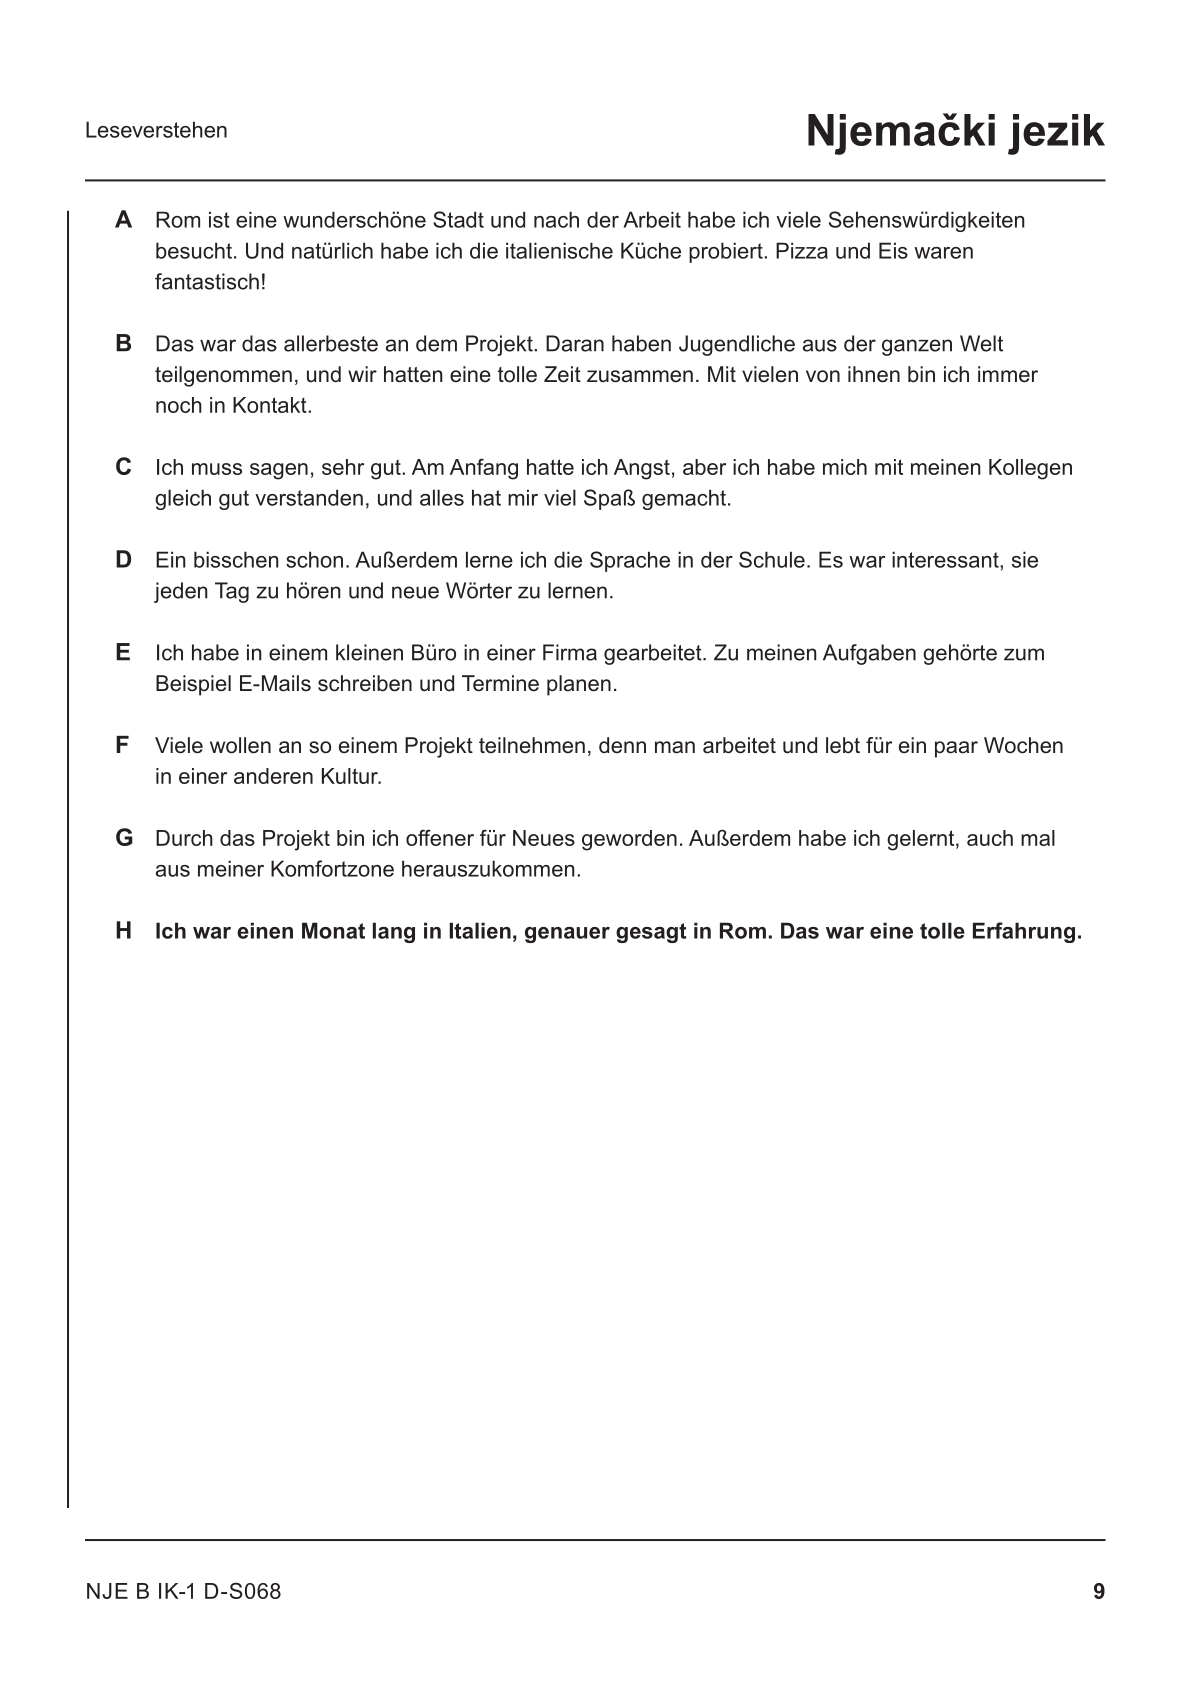 Leseverstehen
Njemački jezik
A Rom ist eine wunderschöne Stadt und nach der Arbeit habe ich viele Sehenswürdigkeiten
besucht. Und natürlich habe ich die italienische Küche probiert. Pizza und Eis waren
fantastisch!
B Das war das allerbeste an dem Projekt. Daran haben Jugendliche aus der ganzen Welt
teilgenommen, und wir hatten eine tolle Zeit zusammen. Mit vielen von ihnen bin ich immer
noch in Kontakt.
C Ich muss sagen, sehr gut. Am Anfang hatte ich Angst, aber ich habe mich mit meinen Kollegen
gleich gut verstanden, und alles hat mir viel Spaß gemacht.
D Ein bisschen schon. Außerdem lerne ich die Sprache in der Schule. Es war interessant, sie
jeden Tag zu hören und neue Wörter zu lernen.
E Ich habe in einem kleinen Büro in einer Firma gearbeitet. Zu meinen Aufgaben gehörte zum
Beispiel E-Mails schreiben und Termine planen.
F Viele wollen an so einem Projekt teilnehmen, denn man arbeitet und lebt für ein paar Wochen
in einer anderen Kultur.
G Durch das Projekt bin ich offener für Neues geworden. Außerdem habe ich gelernt, auch mal
aus meiner Komfortzone herauszukommen.
H Ich war einen Monat lang in Italien, genauer gesagt in Rom. Das war eine tolle Erfahrung.
NJE B IK-1 D-S068
9